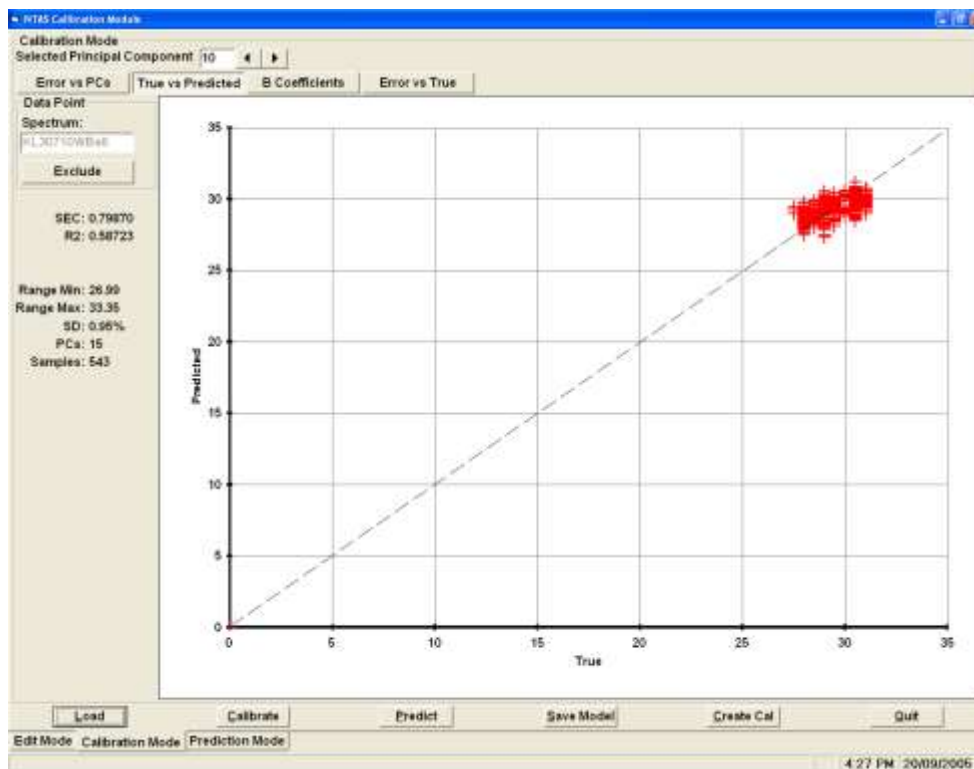 NTAS Calibration Module
Calibration Mode
Selected Principal Component 10
Error vs PCs True vs Predicted B Coefficients Error vs True
Data Point
Spectrum:
Exclude
SEC: 0.79870
R2: 0.58723
Range Min: 26.99
Range Max: 33.35
SD: 0.95%
PCs: 15
Samples: 543
Predicted
35
30
25
20
15
10
5
0
0 5 10 15 20 25 30 35
True
Load Calibrate Predict Save Model Create Cal Quit
Edit Mode Calibration Mode Prediction Mode
4:27 PM 20/09/2005